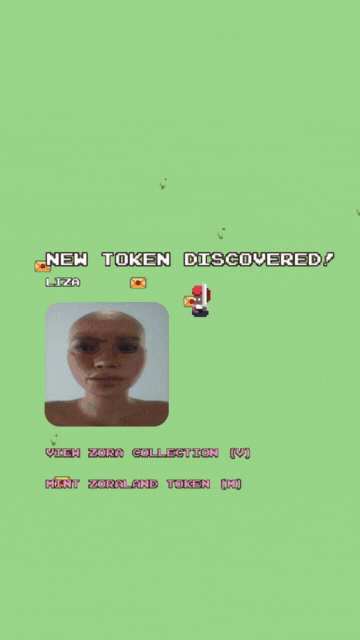 NEW TOKEN DISCOVERED!
LIZA
VIEW ZORA COLLECTION (V)
MINT ZORALAND TOKEN (M)